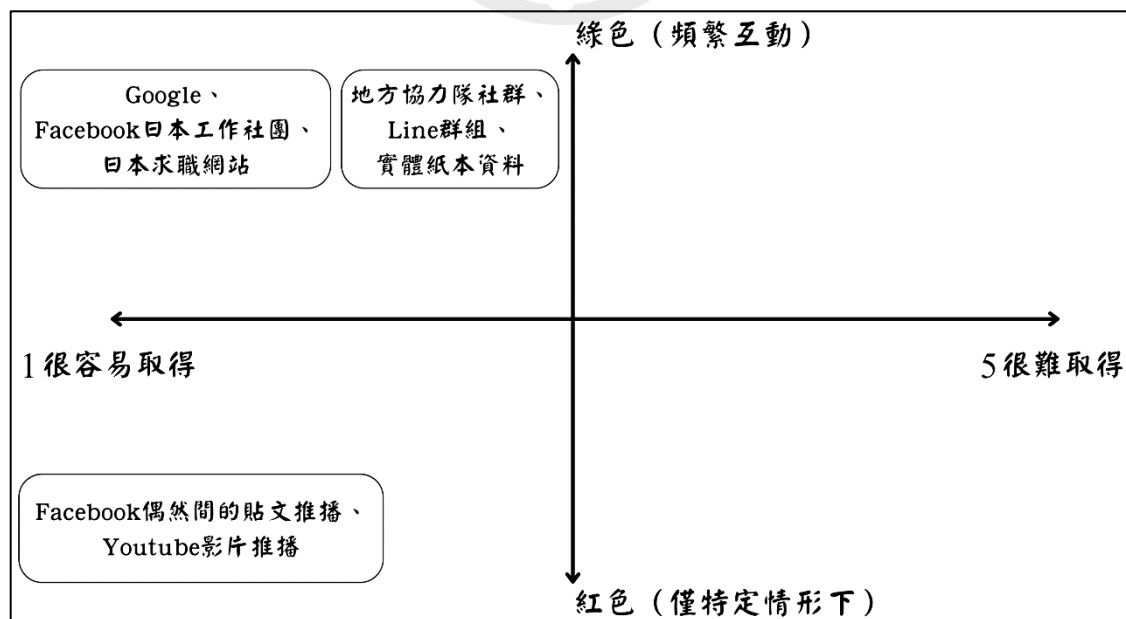 綠色（頻繁互動）
Google、
Facebook日本工作社團、
日本求職網站
地方協力隊社群、
Line群組、
實體紙本資料
1很容易取得
5很難取得
Facebook偶然間的貼文推播、
Youtube影片推播
紅色（僅特定情形下）